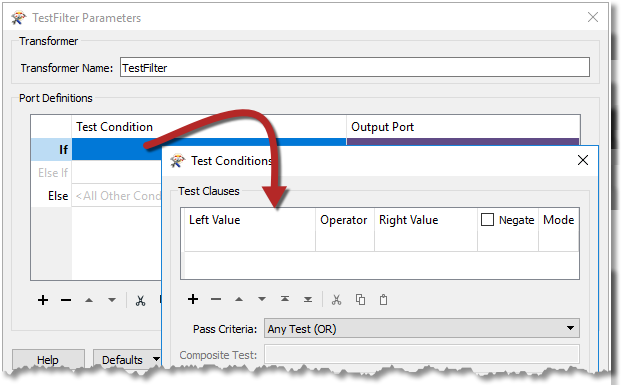 TestFilter Parameters
Transformer
Transformer Name: TestFilter
Port Definitions
Test Condition Output Port
If
Else If
Else <All Other Cond
Test Conditions
Test Clauses
Left Value Operator Right Value Negate Mode
Pass Criteria: Any Test (OR)
Composite Test:
Help Defaults